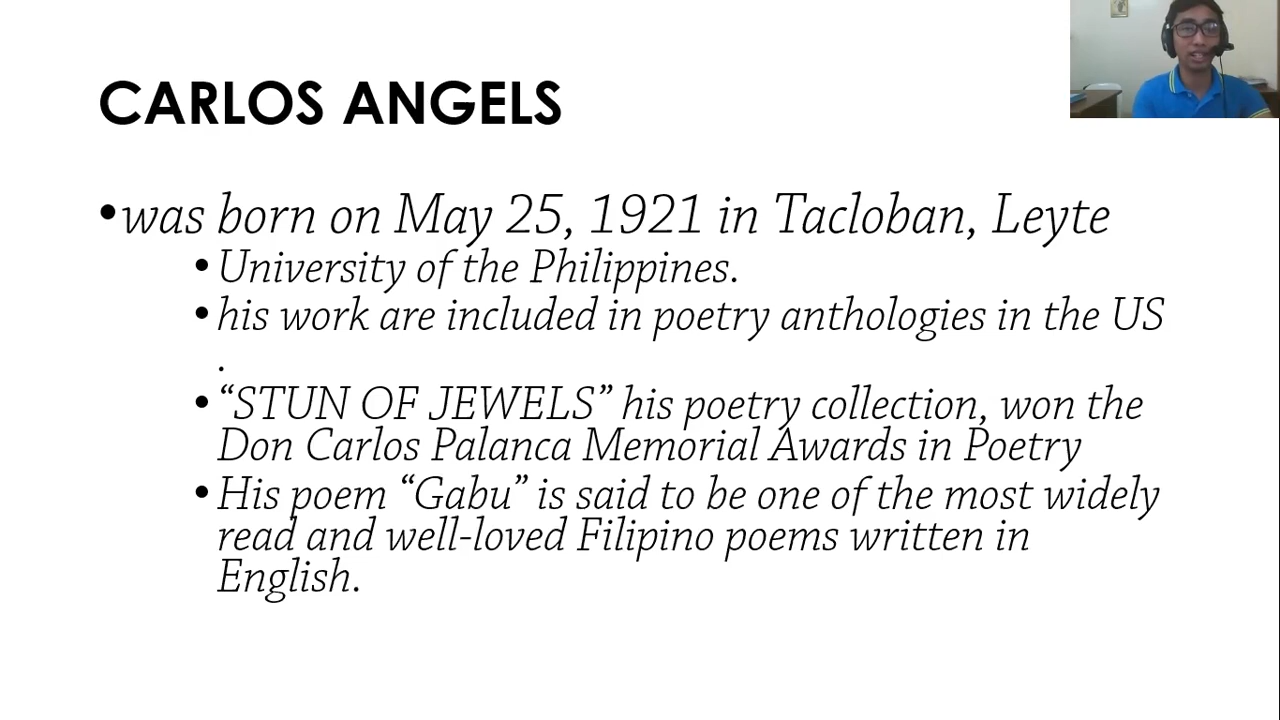 CARLOS ANGELS
•was born on May 25, 1921 in Tacloban, Leyte
•University of the Philippines.
•his work are included in poetry anthologies in the US
.
•“STUN OF JEWELS” his poetry collection, won the
Don Carlos Palanca Memorial Awards in Poetry
•His poem “Gabu” is said to be one of the most widely
read and well-loved Filipino poems written in
English.